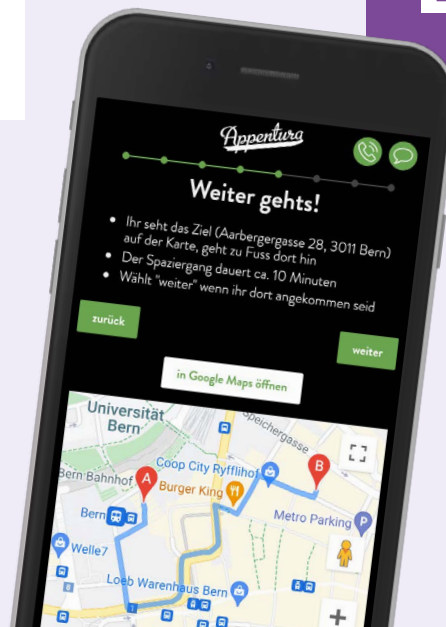 Appentura
Weiter gehts!
• Ihr seht das Ziel (Aarbergergasse 28, 3011 Bern)
auf der Karte, geht zu Fuss dort hin
• Der Spaziergang dauert ca. 10 Minuten
• Wählt "weiter" wenn ihr dort angekommen seid
zurück
weiter
in Google Maps öffnen
Universität
Bern
Speichergasse
Coop City Ryfflihof
B
Bern Bahnhof
A
Burger King
Metro Parking
P
Bern
Welle7
Loeb Warenhaus Bern
1
+